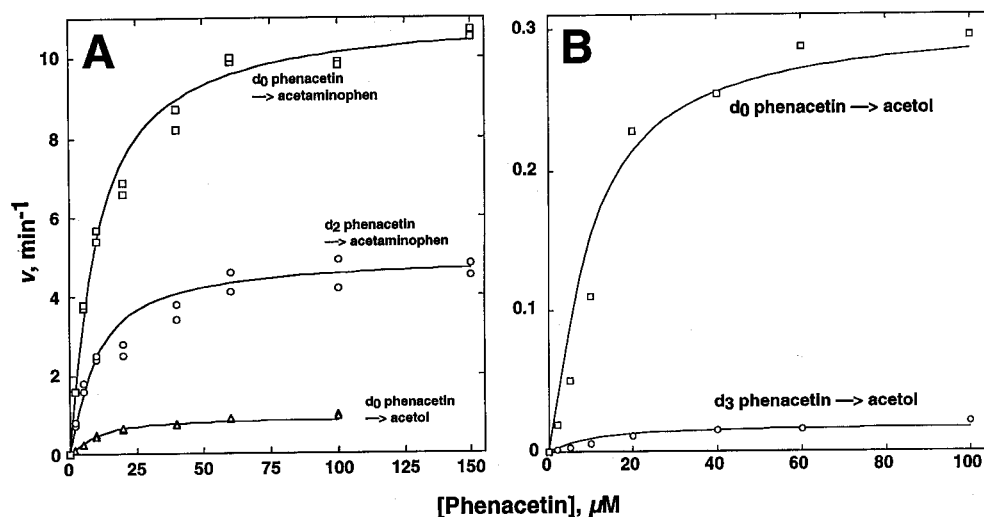 A
10
8
6
4
2
0
v, min-1
d0 phenacetin
—> acetaminophen
d2 phenacetin
—> acetaminophen
d0 phenacetin
—> acetol
0 25 50 75 100 125 150
B
0.3
0.2
0.1
0
d0 phenacetin —> acetol
d3 phenacetin —> acetol
0 20 40 60 80 100
[Phenacetin], μM